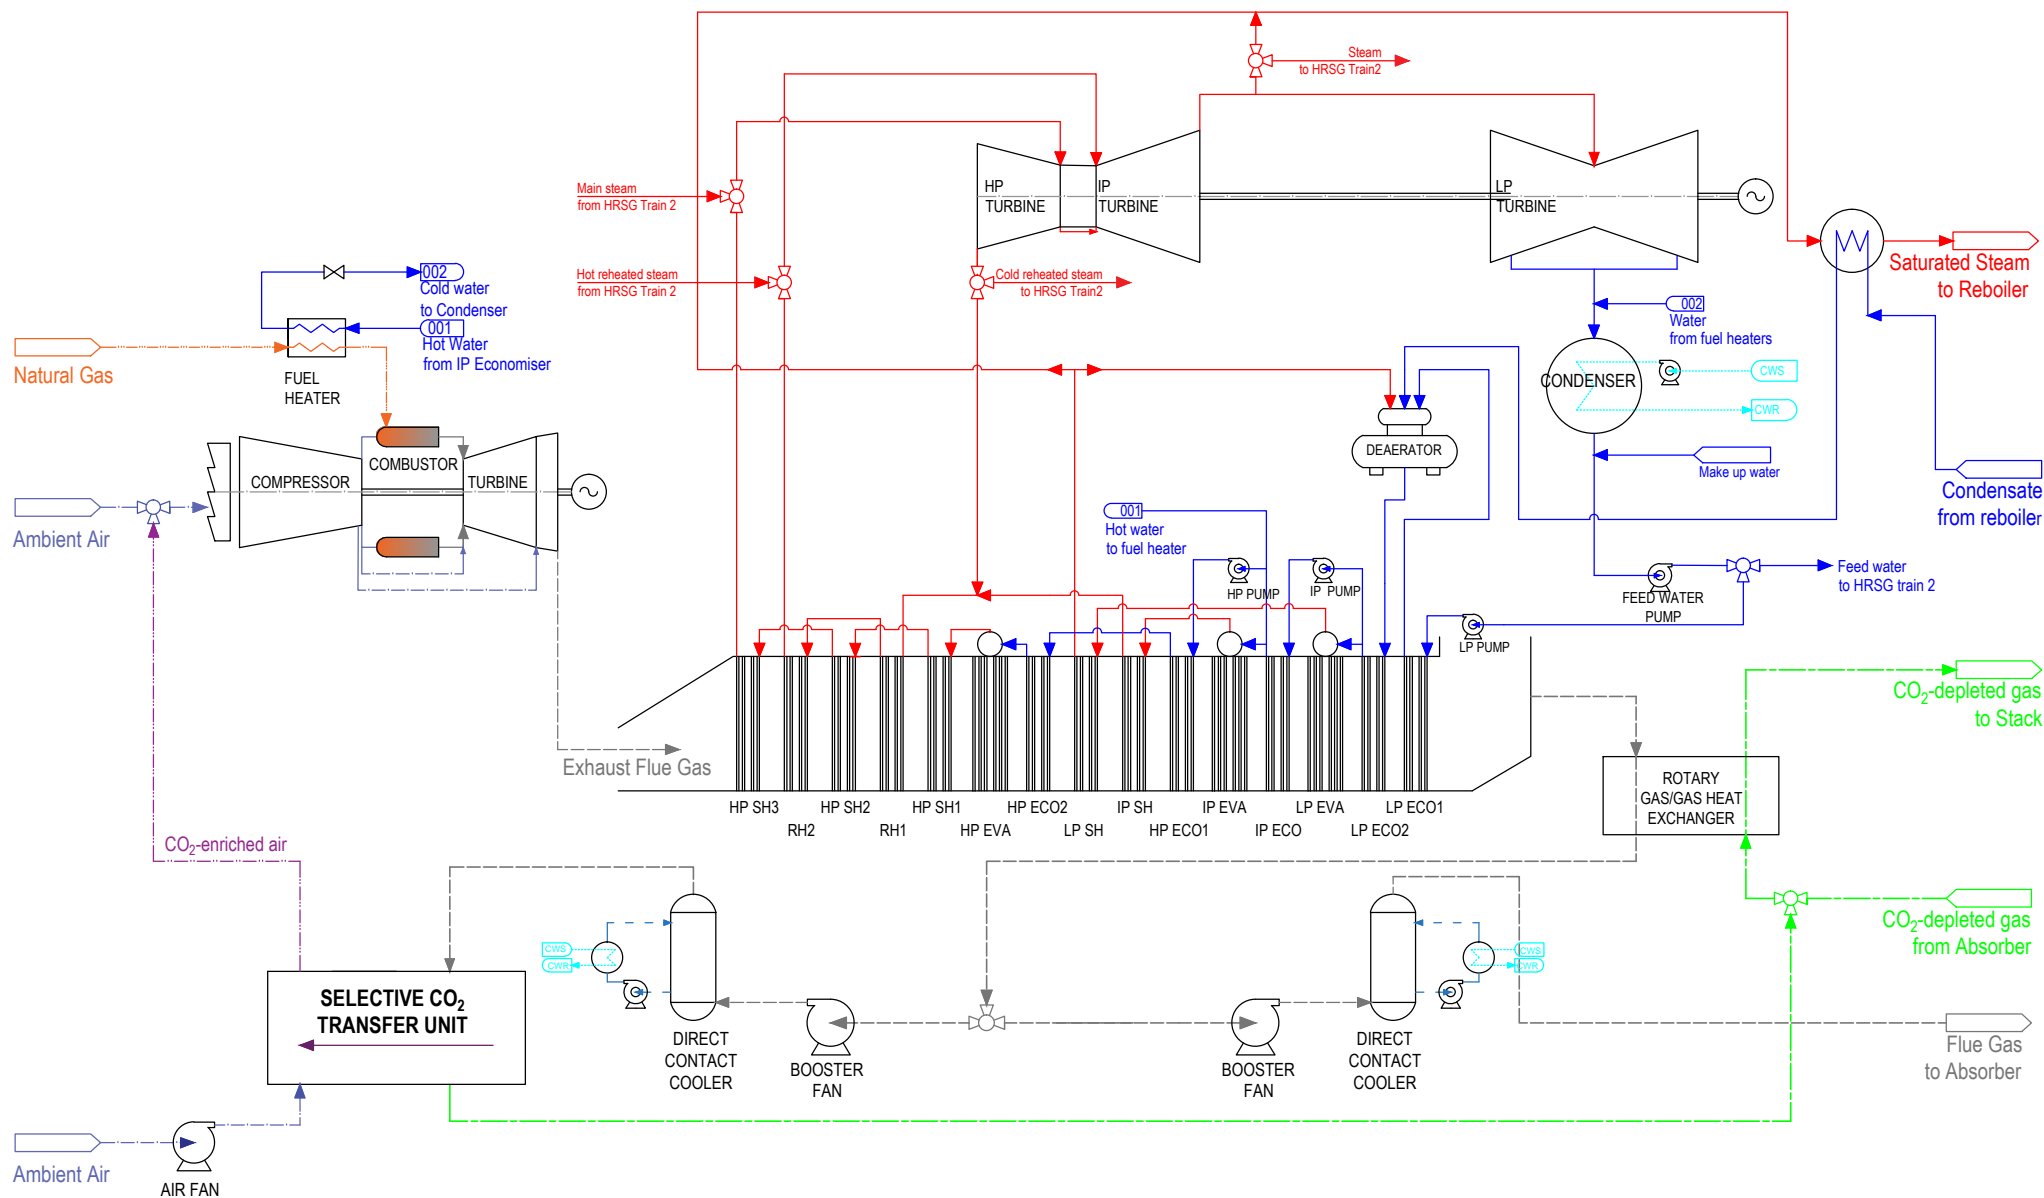 Steam
to HRSG Train2
Main steam
from HRSG Train 2
HP
TURBINE
IP
TURBINE
LP
TURBINE
Hot reheated steam
from HRSG Train 2
Cold reheated steam
to HRSG Train2
Saturated Steam
to Reboiler
002
Cold water
to Condenser
001
Hot Water
from IP Economiser
Natural Gas
FUEL
HEATER
002
Water
from fuel heaters
CONDENSER
CWS
CWR
DEAERATOR
Make up water
Condensate
from reboiler
COMPRESSOR
COMBUSTOR
TURBINE
Ambient Air
001
Hot water
to fuel heater
HP PUMP
IP PUMP
FEED WATER
PUMP
Feed water
to HRSG train 2
LP PUMP
Exhaust Flue Gas
HP SH3
HP SH2
HP SH1
HP ECO2
IP SH
IP EVA
LP EVA
LP ECO1
RH2
RH1
HP EVA
LP SH
HP ECO1
IP ECO
LP ECO2
CO₂-depleted gas
to Stack
ROTARY
GAS/GAS HEAT
EXCHANGER
CO₂-enriched air
CO₂-depleted gas
from Absorber
CWS
CWR
CWS
CWR
SELECTIVE CO₂
TRANSFER UNIT
DIRECT
CONTACT
COOLER
BOOSTER
FAN
BOOSTER
FAN
DIRECT
CONTACT
COOLER
Flue Gas
to Absorber
Ambient Air
AIR FAN